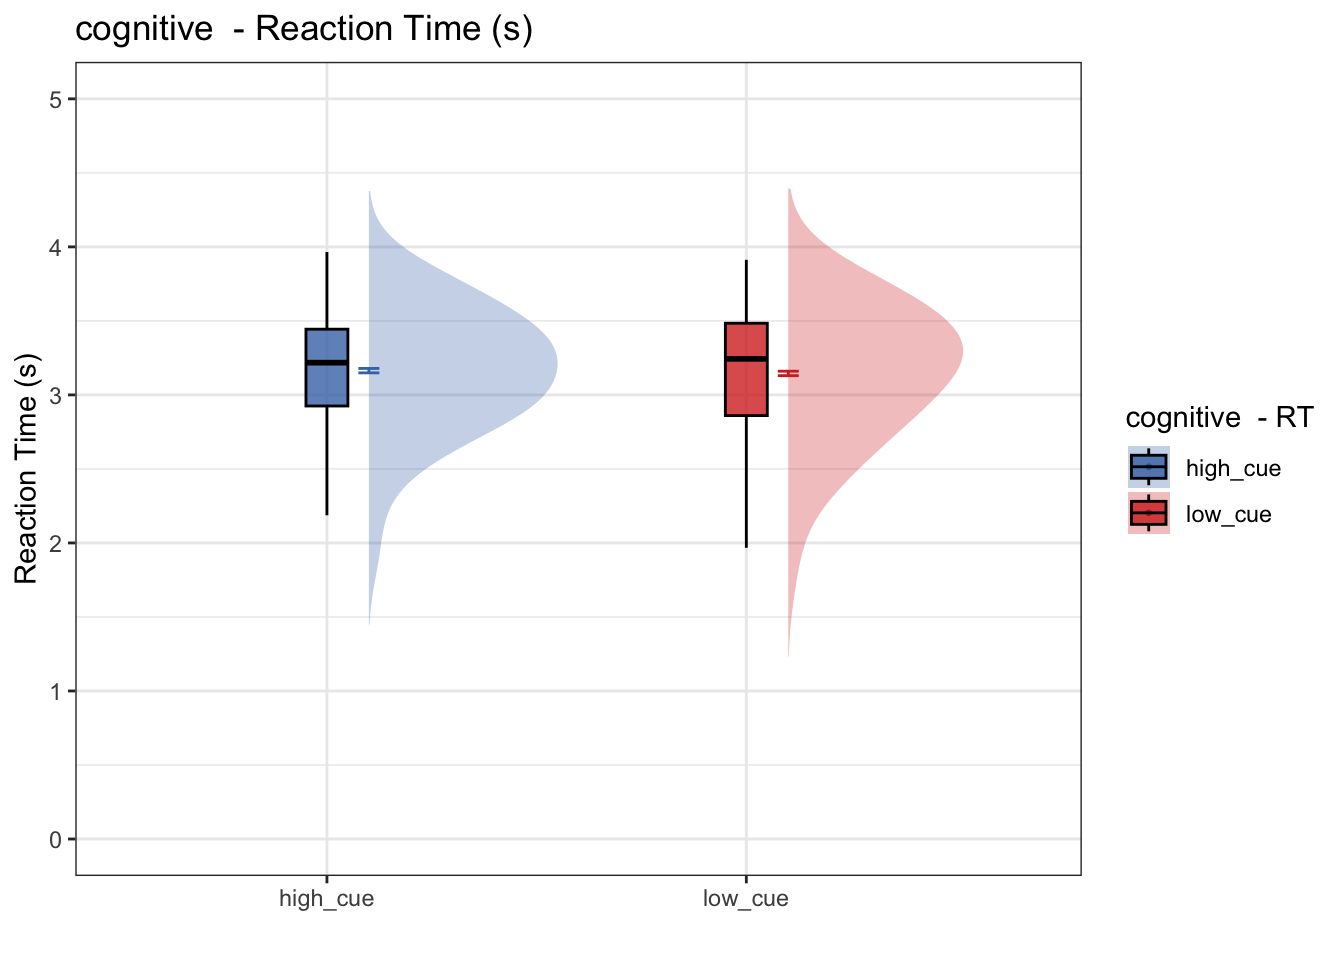 cognitive  - Reaction Time (s)
Reaction Time (s)
5
4
3
2
1
0
high_cue
low_cue
cognitive  - RT
high_cue
low_cue